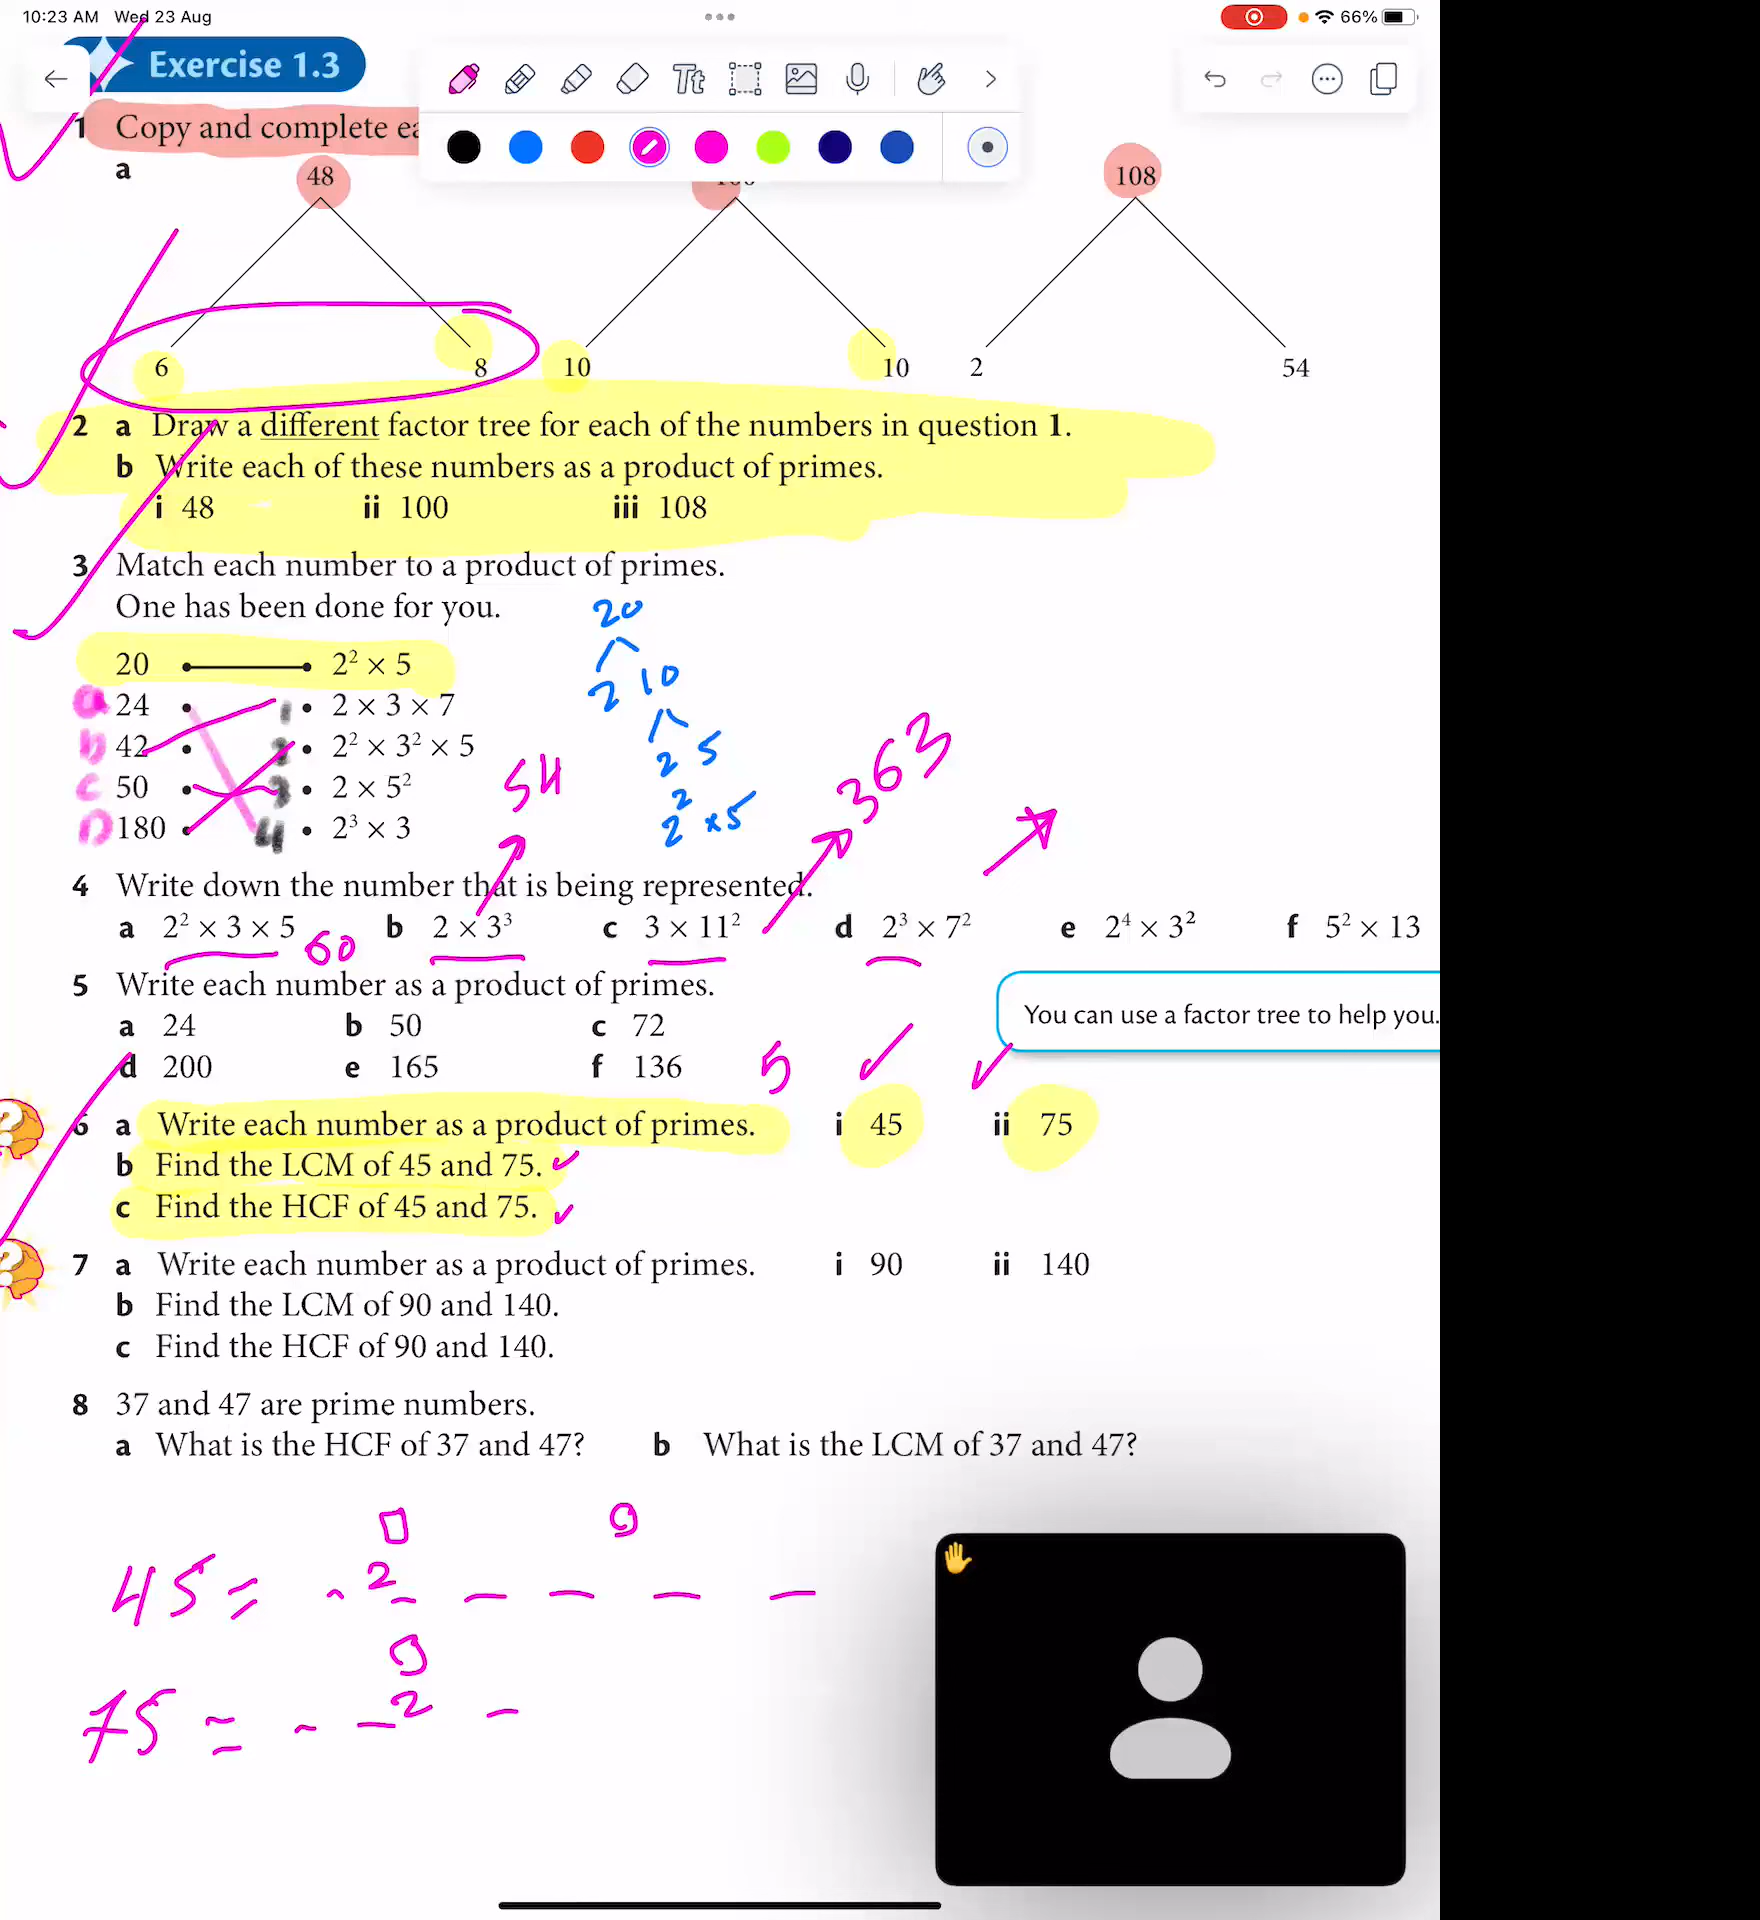 10:23 AM Wed 23 Aug
66%
Exercise 1.3
Tt
1 Copy and complete ea
a 48 108
6 8 10 10 2 54
2 a Draw a different factor tree for each of the numbers in question 1.
b Write each of these numbers as a product of primes.
i 48 ii 100 iii 108
3 Match each number to a product of primes.
One has been done for you.
20 2² × 5
a 24 1 2 × 3 × 7
b 42 2 2² × 3² × 5
c 50 3 2 × 5²
D 180 4 2³ × 3
20
2 10
2 5
2² × 5
54
363
4 Write down the number that is being represented.
a 2² × 3 × 5 60 b 2 × 3³ c 3 × 11² d 2³ × 7² e 2⁴ × 3² f 5² × 13
5 Write each number as a product of primes.
a 24 b 50 c 72
d 200 e 165 f 136
You can use a factor tree to help you.
5
6 a Write each number as a product of primes. i 45 ii 75
b Find the LCM of 45 and 75.
c Find the HCF of 45 and 75.
7 a Write each number as a product of primes. i 90 ii 140
b Find the LCM of 90 and 140.
c Find the HCF of 90 and 140.
8 37 and 47 are prime numbers.
a What is the HCF of 37 and 47? b What is the LCM of 37 and 47?
45 = - - ² - - - -
75 = - - ² -